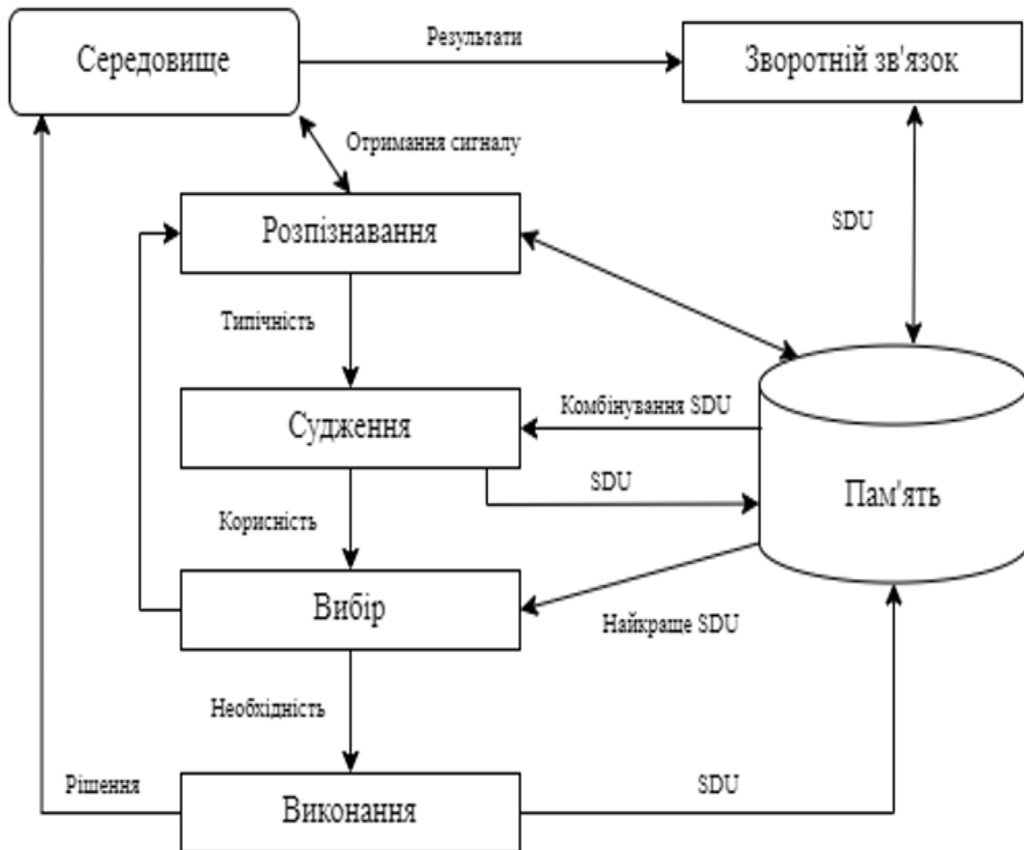 Середовище
Результати
Зворотній зв'язок
Отримання сигналу
Розпізнавання
SDU
Типічність
Судження
Комбінування SDU
SDU
Пам'ять
Корисність
Вибір
Найкраще SDU
Необхідність
Рішення
Виконання
SDU